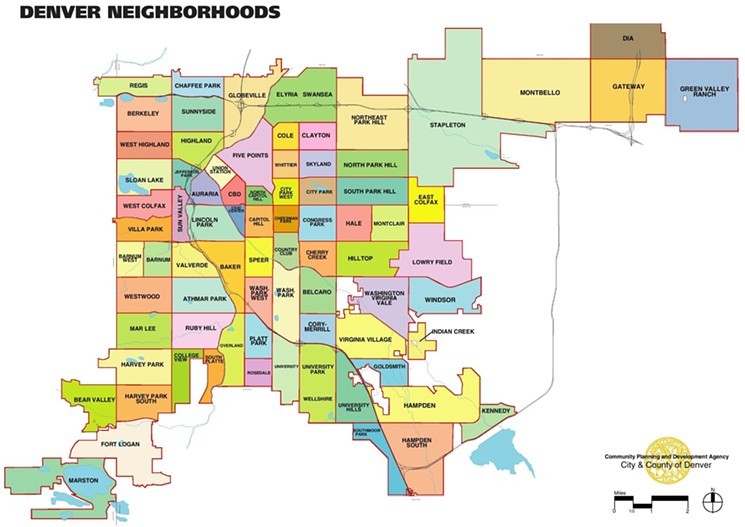 DENVER NEIGHBORHOODS
DIA
REGIS
CHAFFEE PARK
GLOBEVILLE
ELYRIA SWANSEA
MONTBELLO
GATEWAY
GREEN VALLEY
RANCH
BERKELEY
SUNNYSIDE
NORTHEAST
PARK HILL
STAPLETON
WEST HIGHLAND
HIGHLAND
COLE
CLAYTON
FIVE POINTS
WHITTIER
SKYLAND
NORTH PARK HILL
UNION
STATION
SLOAN LAKE
JEFFERSON
PARK
AURARIA
CBD
NORTH
CAPITOL
HILL
CITY
PARK
WEST
CITY PARK
SOUTH PARK HILL
EAST
COLFAX
WEST COLFAX
SUN VALLEY
LINCOLN
PARK
CIVIC
CENTER
CAPITOL
HILL
CHEESMAN
PARK
CONGRESS
PARK
HALE
MONTCLAIR
VILLA PARK
BARNUM
WEST
BARNUM
VALVERDE
BAKER
SPEER
COUNTRY
CLUB
CHERRY
CREEK
HILLTOP
LOWRY FIELD
WESTWOOD
ATHMAR PARK
WASH.
PARK
WEST
WASH.
PARK
BELCARO
WASHINGTON
VIRGINIA
VALE
WINDSOR
MAR LEE
RUBY HILL
OVERLAND
PLATT
PARK
CORY-
MERRILL
VIRGINIA VILLAGE
INDIAN CREEK
HARVEY PARK
COLLEGE
VIEW
SOUTH
PLATTE
ROSEDALE
UNIVERSITY
UNIVERSITY
PARK
GOLDSMITH
BEAR VALLEY
HARVEY PARK
SOUTH
WELLSHIRE
UNIVERSITY
HILLS
HAMPDEN
KENNEDY
FORT LOGAN
SOUTHMOOR
PARK
HAMPDEN
SOUTH
MARSTON
Community Planning and Development Agency
City & County of Denver
Miles
0
1
2
N